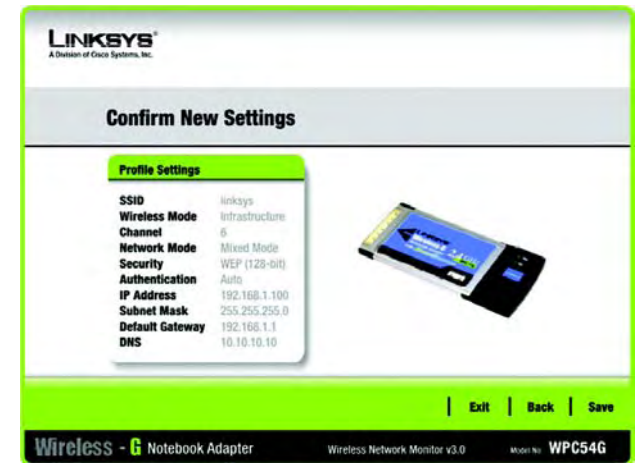 LINKSYS®
A Division of Cisco Systems, Inc.
Confirm New Settings
Profile Settings
SSID linksys
Wireless Mode Infrastructure
Channel 6
Network Mode Mixed Mode
Security WEP (128-bit)
Authentication Auto
IP Address 192.168.1.100
Subnet Mask 255.255.255.0
Default Gateway 192.168.1.1
DNS 10.10.10.10
LINKSYS
Wireless G
Exit | Back | Save
Wireless - G Notebook Adapter Wireless Network Monitor v3.0 Model No. WPC54G